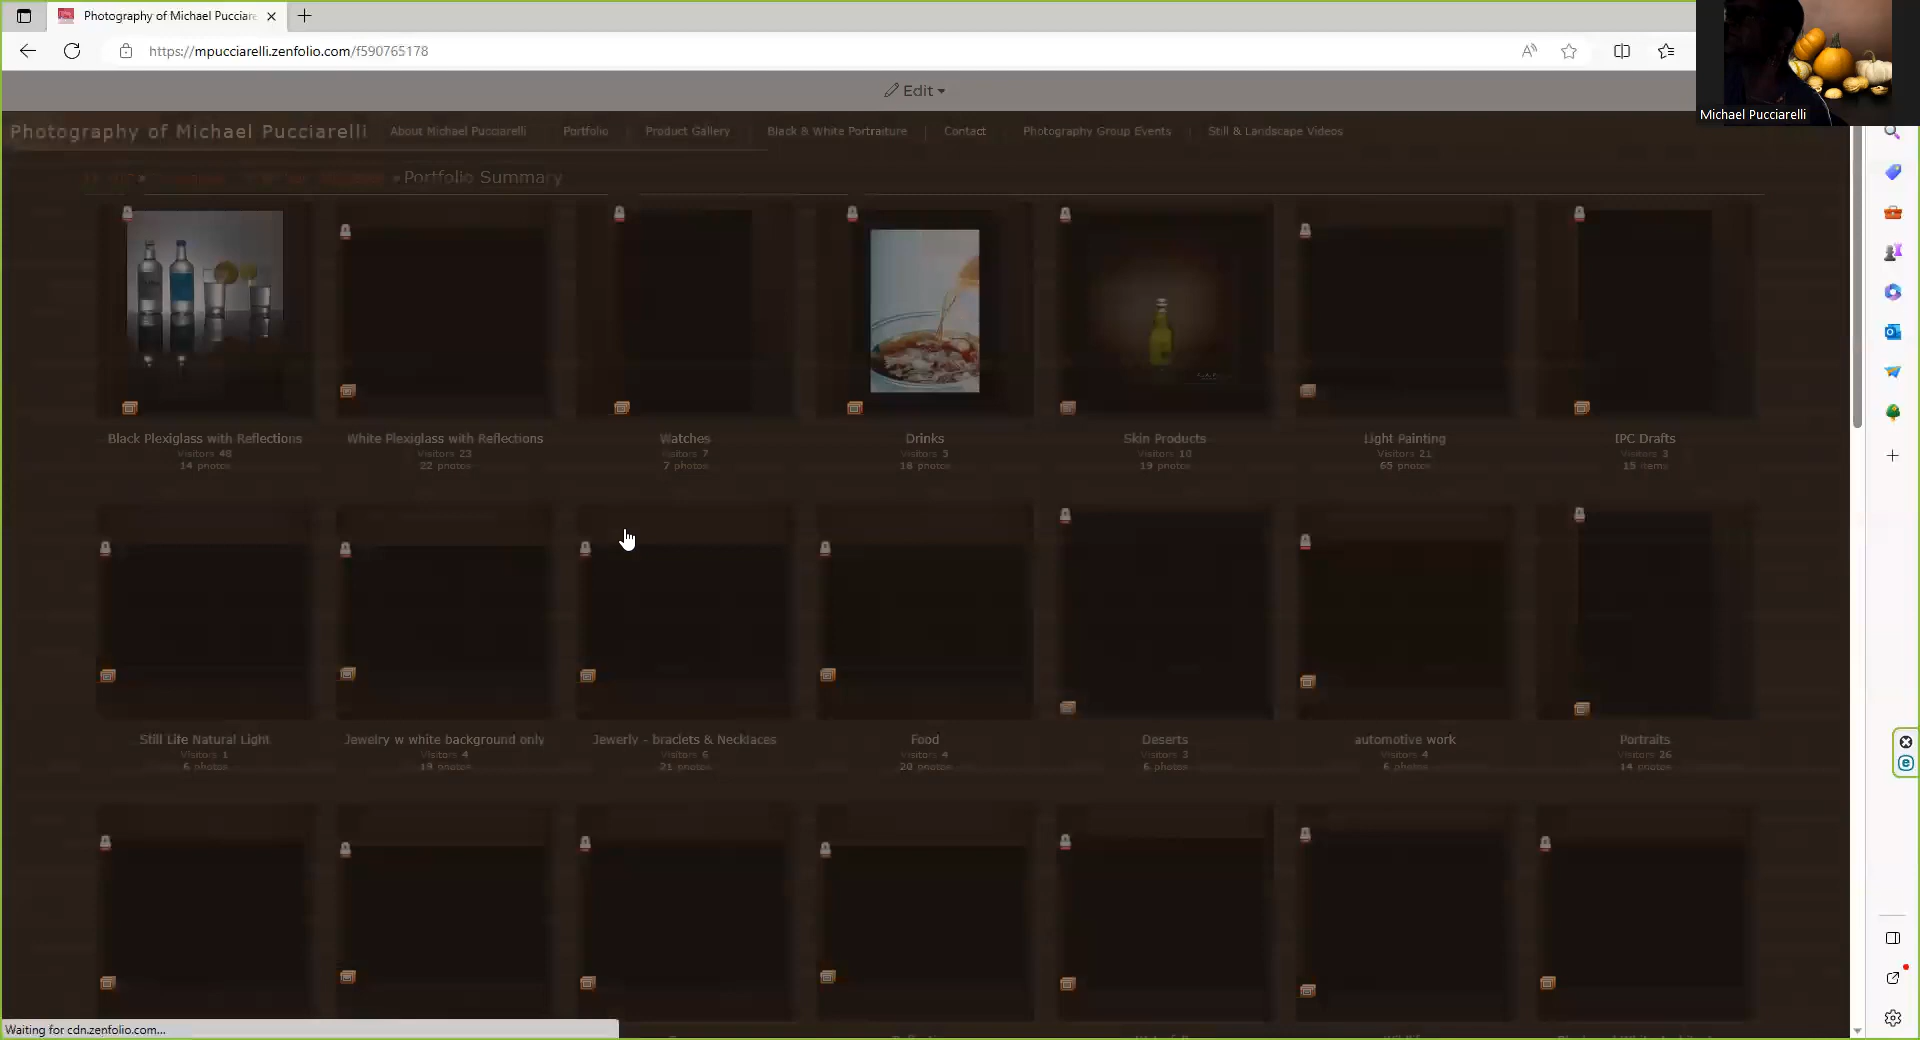 Photography of Michael Pucciare
https://mpucciarelli.zenfolio.com/f590765178
Edit
Michael Pucciarelli
Photography of Michael Pucciarelli
About Michael Pucciarelli
Portfolio
Product Gallery
Black & White Portraiture
Contact
Photography Group Events
Still & Landscape Videos
Portfolio Summary
Black Plexiglass with Reflections
Visitors 48
14 photos
White Plexiglass with Reflections
Visitors 23
22 photos
Watches
Visitors 7
7 photos
Drinks
Visitors 5
18 photos
Skin Products
Visitors 10
19 photos
Light Painting
Visitors 21
65 photos
IPC Drafts
Visitors 3
15 items
Still Life Natural Light
Visitors 1
6 photos
Jewelry w white background only
Visitors 4
19 photos
Jewerly - braclets & Necklaces
Visitors 6
21 photos
Food
Visitors 4
20 photos
Deserts
Visitors 3
6 photos
automotive work
Visitors 4
6 photos
Portraits
Visitors 26
14 photos
Waiting for cdn.zenfolio.com...